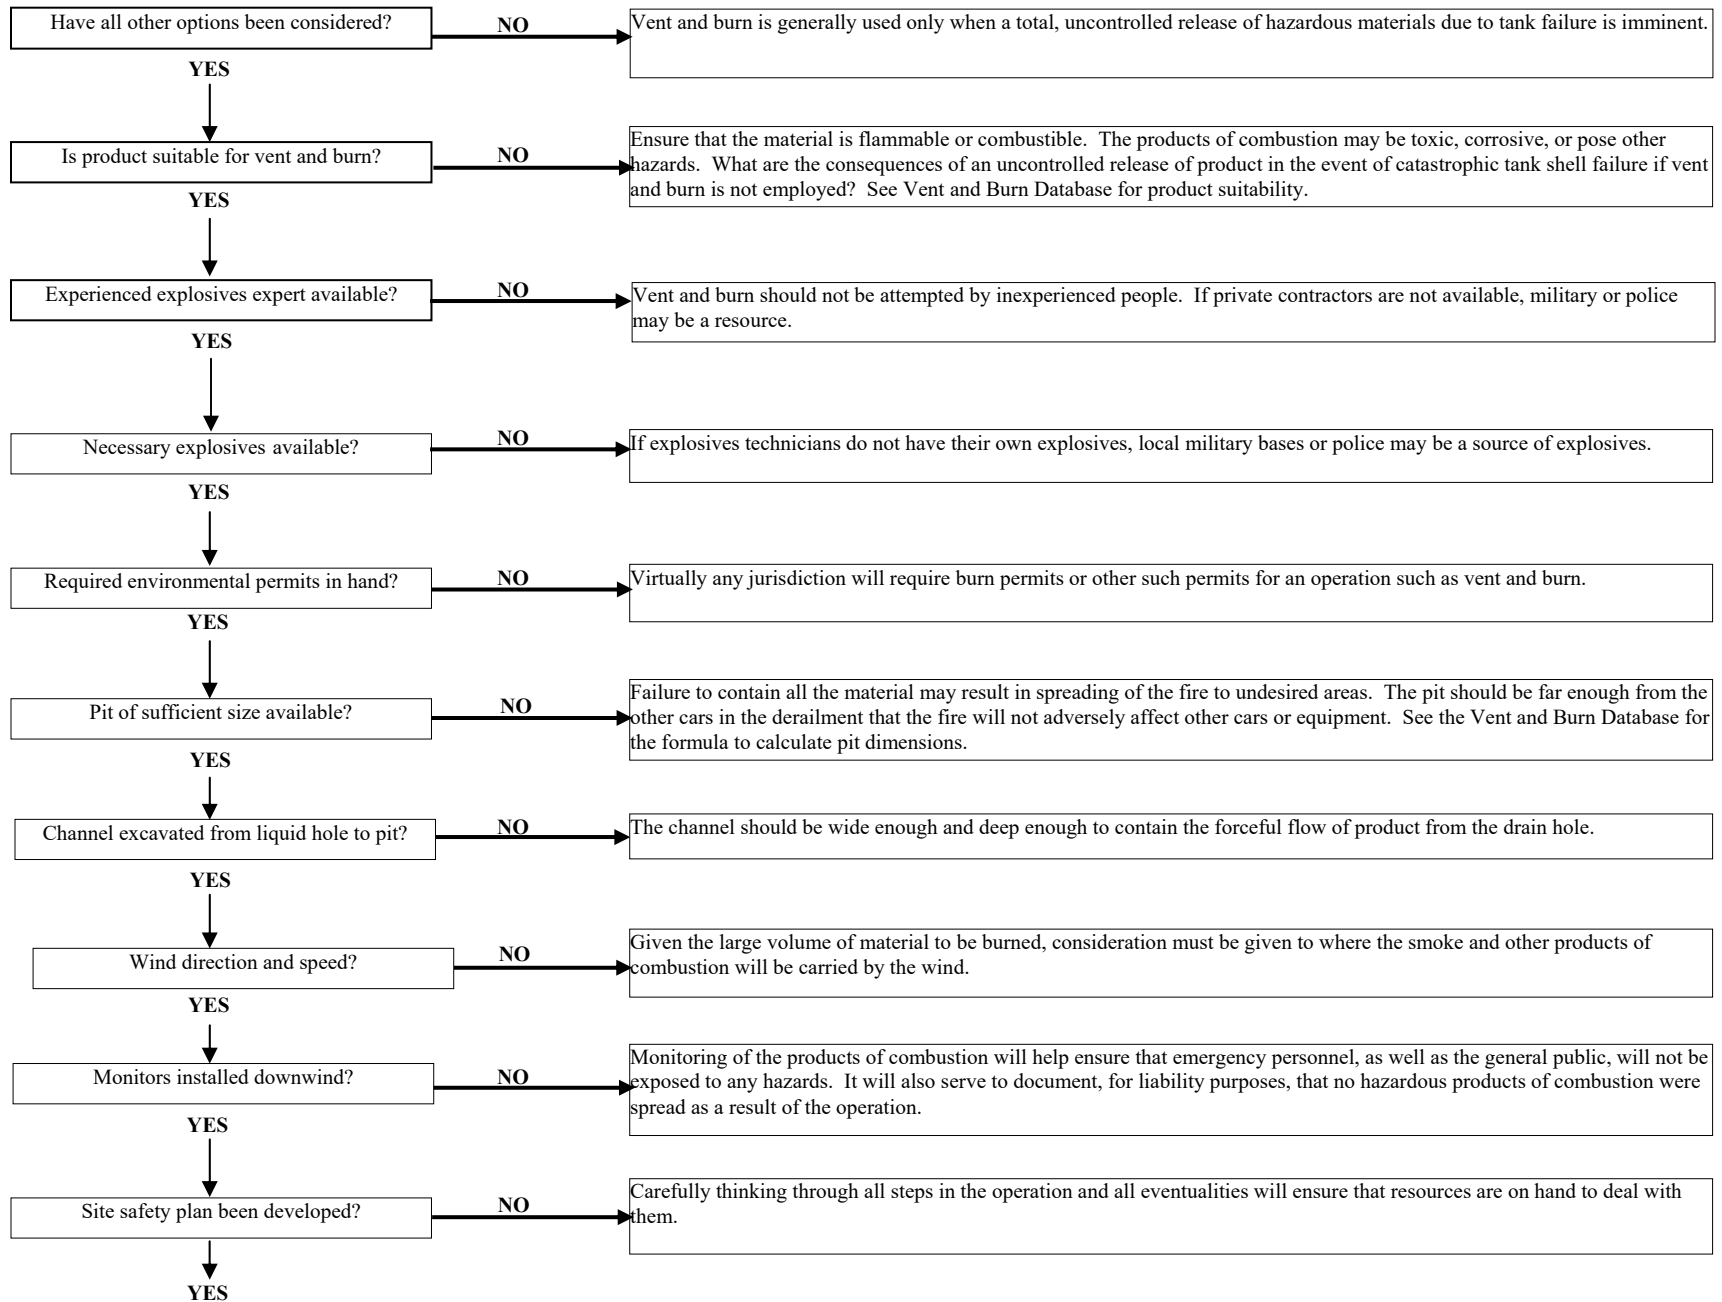 Have all other options been considered?
NO
Vent and burn is generally used only when a total, uncontrolled release of hazardous materials due to tank failure is imminent.
YES
Is product suitable for vent and burn?
NO
Ensure that the material is flammable or combustible. The products of combustion may be toxic, corrosive, or pose other
hazards. What are the consequences of an uncontrolled release of product in the event of catastrophic tank shell failure if vent
and burn is not employed? See Vent and Burn Database for product suitability.
YES
Experienced explosives expert available?
NO
Vent and burn should not be attempted by inexperienced people. If private contractors are not available, military or police
may be a resource.
YES
Necessary explosives available?
NO
If explosives technicians do not have their own explosives, local military bases or police may be a source of explosives.
YES
Required environmental permits in hand?
NO
Virtually any jurisdiction will require burn permits or other such permits for an operation such as vent and burn.
YES
Pit of sufficient size available?
NO
Failure to contain all the material may result in spreading of the fire to undesired areas. The pit should be far enough from the
other cars in the derailment that the fire will not adversely affect other cars or equipment. See the Vent and Burn Database for
the formula to calculate pit dimensions.
YES
Channel excavated from liquid hole to pit?
NO
The channel should be wide enough and deep enough to contain the forceful flow of product from the drain hole.
YES
Wind direction and speed?
NO
Given the large volume of material to be burned, consideration must be given to where the smoke and other products of
combustion will be carried by the wind.
YES
Monitors installed downwind?
NO
Monitoring of the products of combustion will help ensure that emergency personnel, as well as the general public, will not be
exposed to any hazards. It will also serve to document, for liability purposes, that no hazardous products of combustion were
spread as a result of the operation.
YES
Site safety plan been developed?
NO
Carefully thinking through all steps in the operation and all eventualities will ensure that resources are on hand to deal with
them.
YES